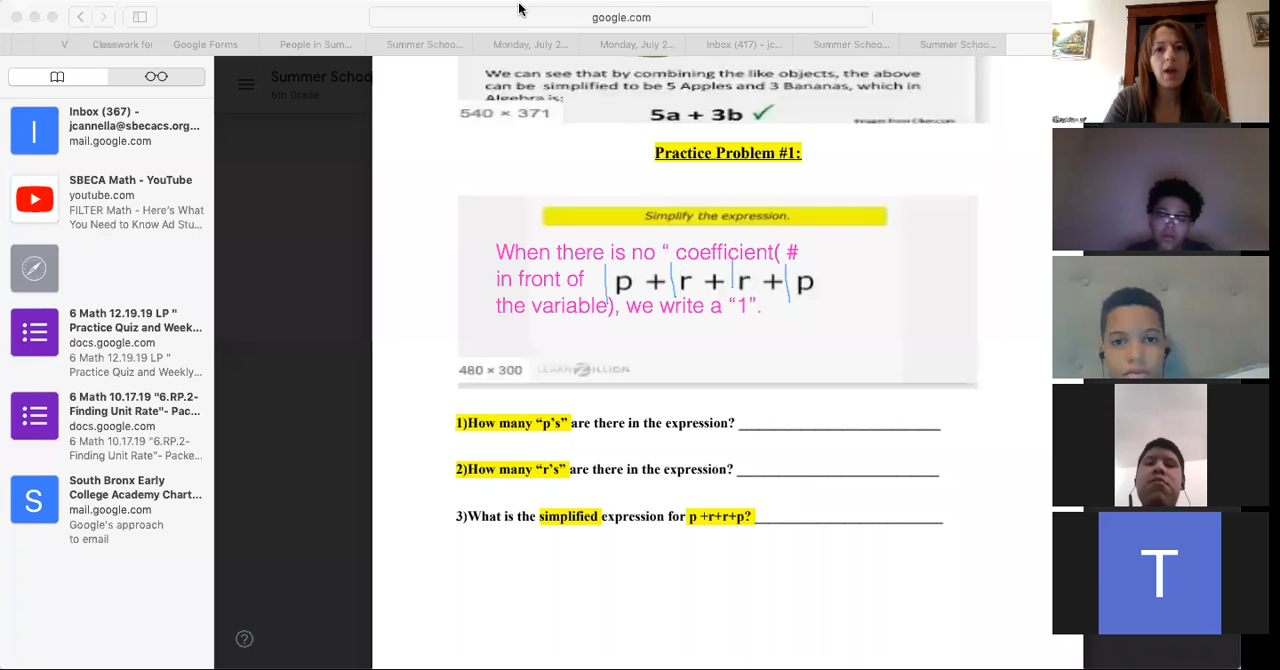 google.com
V
Classwork for
Google Forms
People in Sum...
Summer Schoo...
Monday, July 2...
Monday, July 2...
Inbox (417) - jc...
Summer Schoo...
Summer Schoo...
Inbox (367) -
jcannella@sbecacs.org...
mail.google.com
SBECA Math - YouTube
youtube.com
FILTER Math - Here's What
You Need to Know Ad Stu...
6 Math 12.19.19 LP "
Practice Quiz and Week...
docs.google.com
6 Math 12.19.19 LP "
Practice Quiz and Weekly...
6 Math 10.17.19 "6.RP.2-
Finding Unit Rate"- Pac...
docs.google.com
6 Math 10.17.19 "6.RP.2-
Finding Unit Rate"- Packe...
S
South Bronx Early
College Academy Chart...
mail.google.com
Google's approach
to email
Summer Schoo
6th Grade
We can see that by combining the like objects, the above
can be simplified to be 5 Apples and 3 Bananas, which in
Algebra is:
540 × 371
5a + 3b ✓
Practice Problem #1:
Simplify the expression.
When there is no “ coefficient( #
in front of
p + r + r + p
the variable), we write a “1”.
480 × 300
LEARNZILLION
1)How many “p’s” are there in the expression? ____
2)How many “r’s” are there in the expression? ____
3)What is the simplified expression for p +r+r+p?____
T